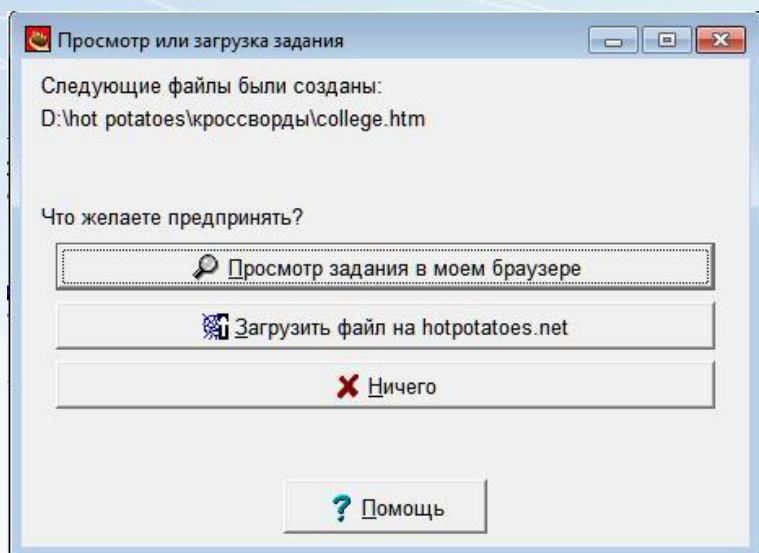 Просмотр или загрузка задания
Следующие файлы были созданы:
D:\hot potatoes\кроссворды\college.htm
Что желаете предпринять?
Просмотр задания в моем браузере
Загрузить файл на hotpotatoes.net
Ничего
Помощь